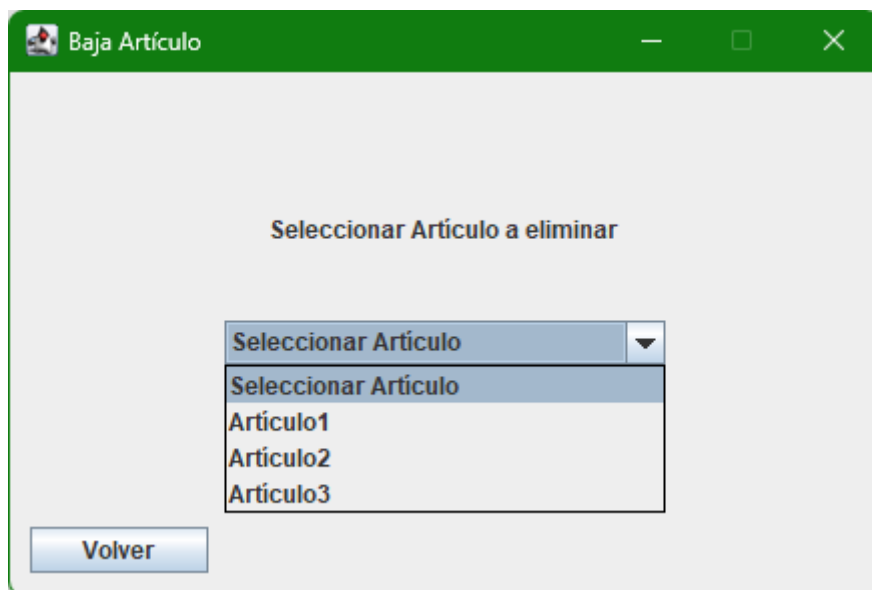 Baja Artículo
Seleccionar Artículo a eliminar
Seleccionar Artículo
Seleccionar Artículo
Artículo1
Artículo2
Artículo3
Volver